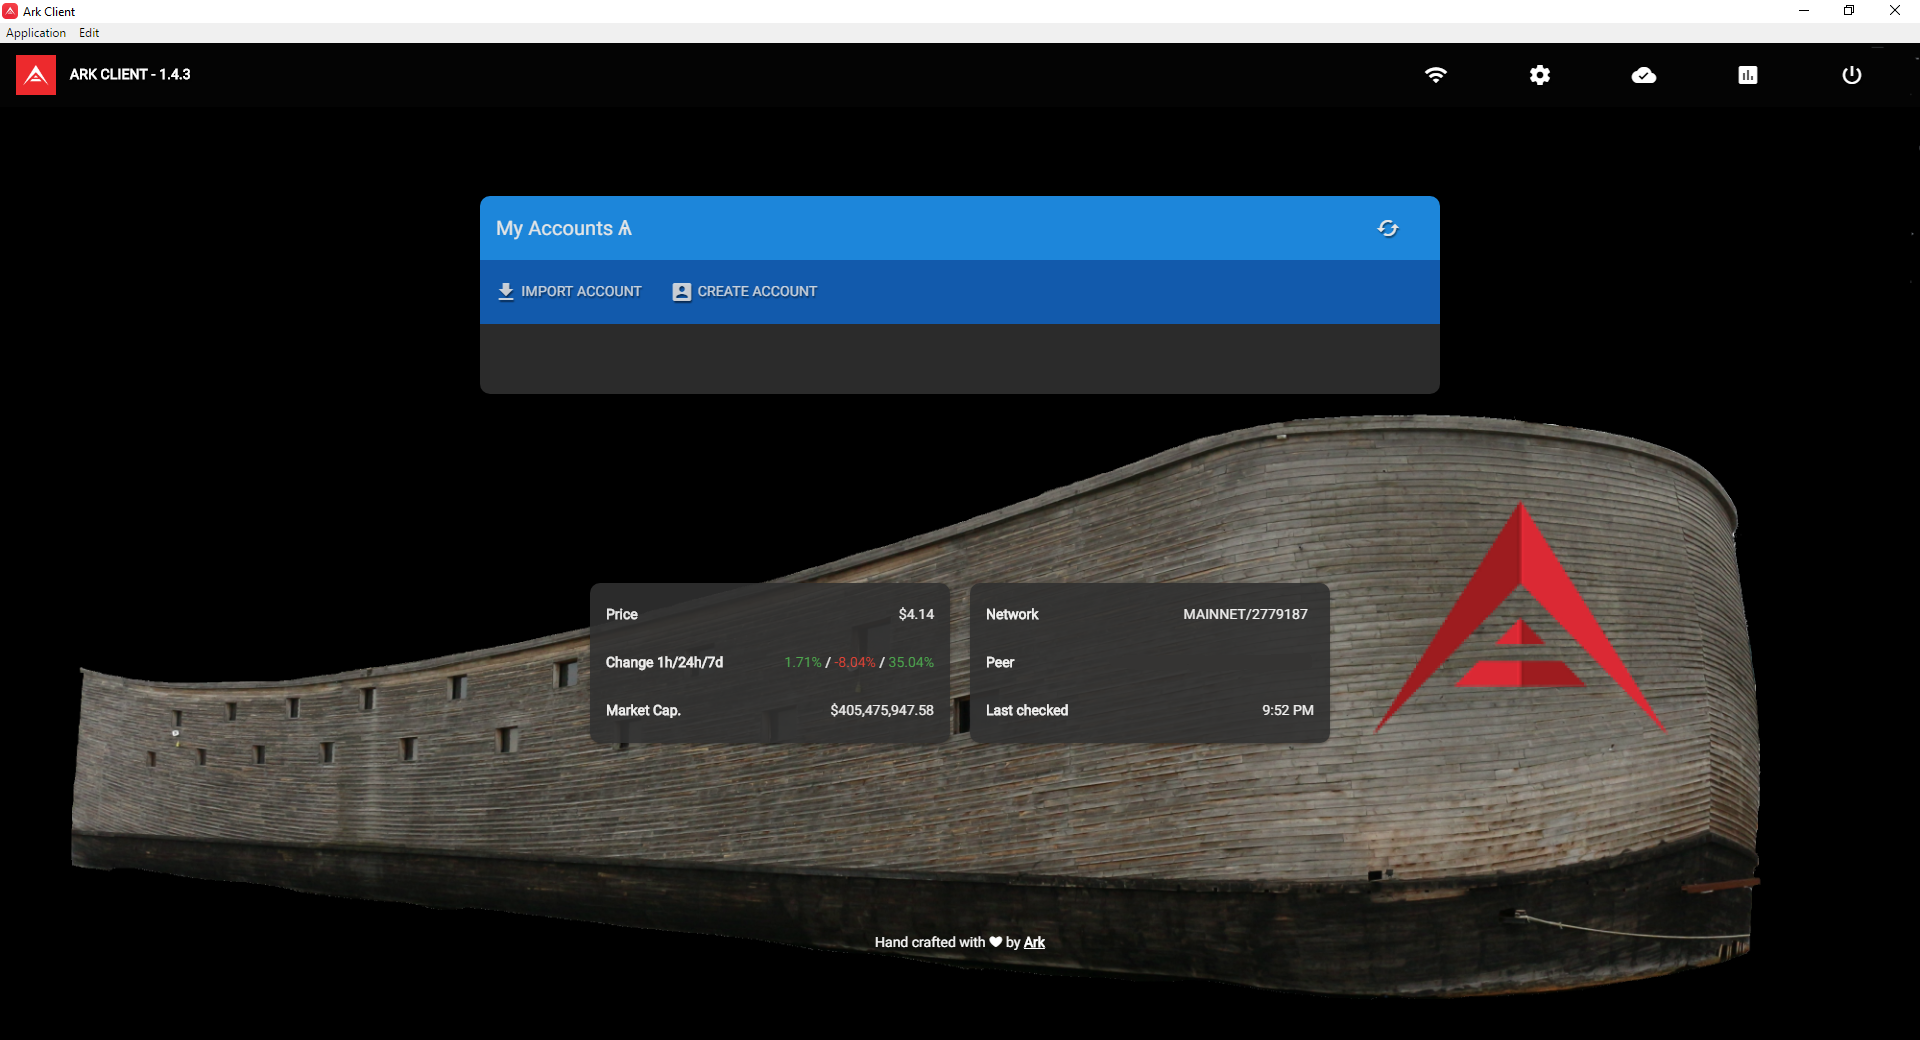 Ark Client
Application Edit
ARK CLIENT - 1.4.3
My Accounts Ѧ
IMPORT ACCOUNT CREATE ACCOUNT
Price $4.14
Change 1h/24h/7d 1.71% / -8.04% / 35.04%
Market Cap. $405,475,947.58
Network MAINNET/2779187
Peer
Last checked 9:52 PM
Hand crafted with ♥ by Ark